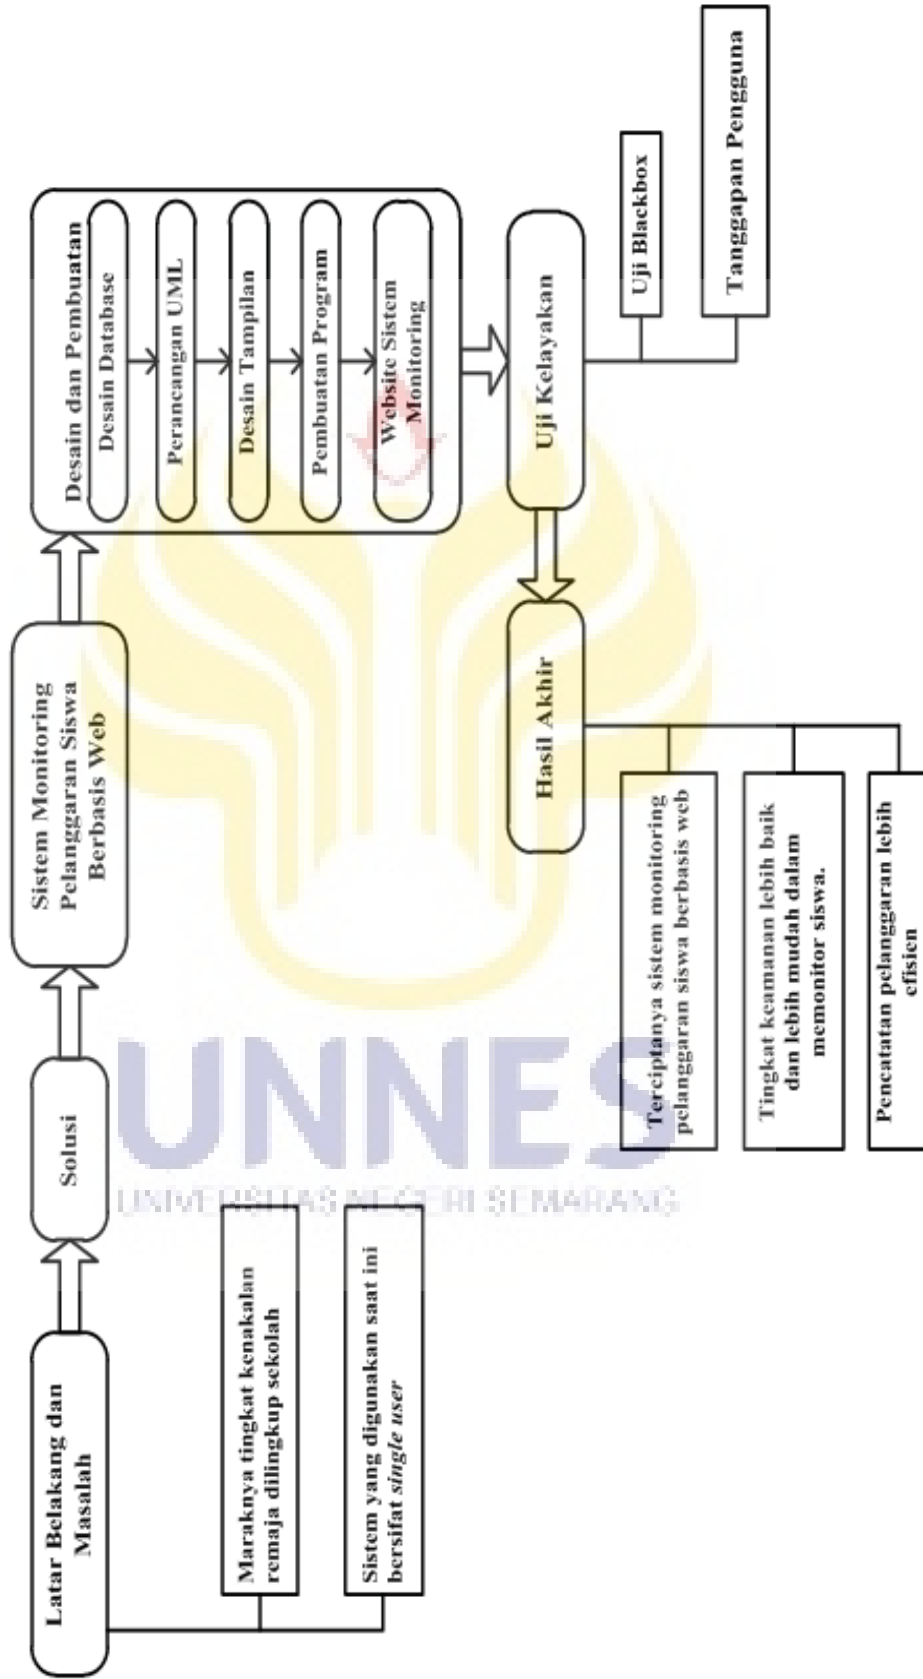 Latar Belakang dan
Masalah
Maraknya tingkat kenakalan
remaja dilingkup sekolah
Sistem yang digunakan saat ini
bersifat single user
Solusi
Sistem Monitoring
Pelanggaran Siswa
Berbasis Web
Desain dan Pembuatan
Desain Database
Perancangan UML
Desain Tampilan
Pembuatan Program
Website Sistem
Monitoring
Uji Kelayakan
Uji Blackbox
Tanggapan Pengguna
Hasil Akhir
Terciptanya sistem monitoring
pelanggaran siswa berbasis web
Tingkat keamanan lebih baik
dan lebih mudah dalam
memonitor siswa.
Pencatatan pelanggaran lebih
efisien
UNNES
UNIVERSITAS NEGERI SEMARANG